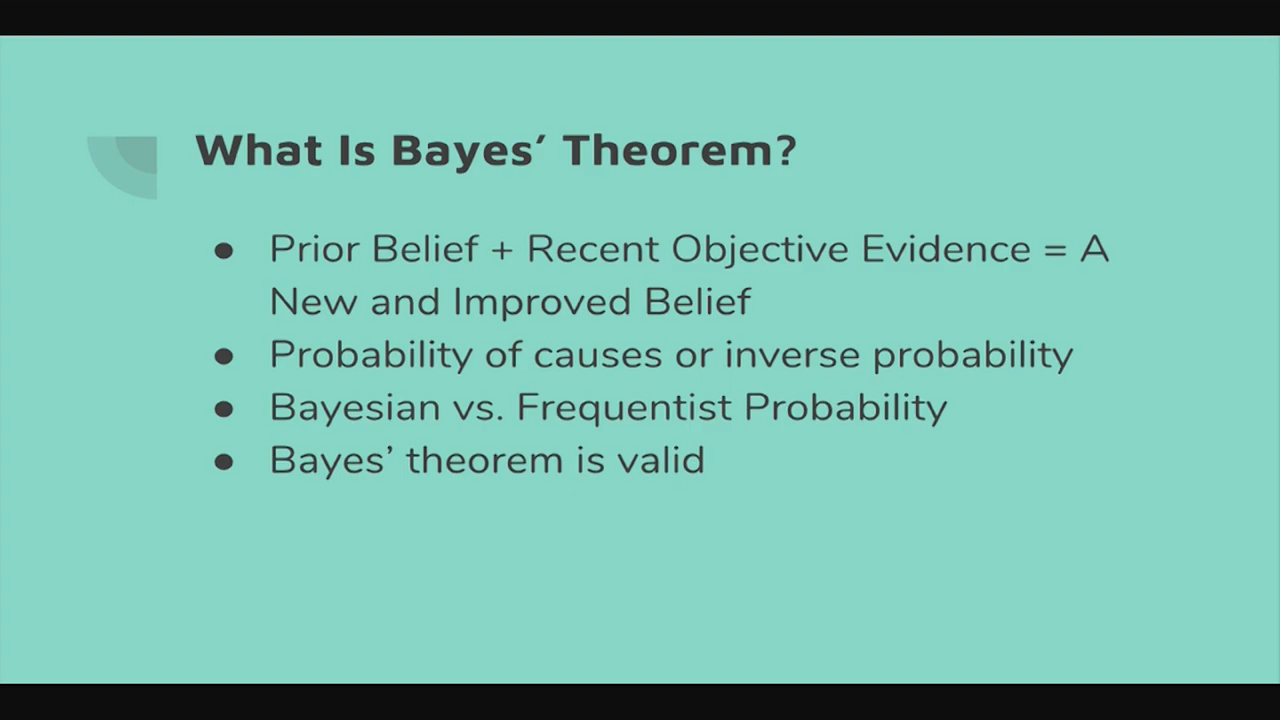 What Is Bayes′ Theorem?
● Prior Belief + Recent Objective Evidence = A
New and Improved Belief
● Probability of causes or inverse probability
● Bayesian vs. Frequentist Probability
● Bayes’ theorem is valid